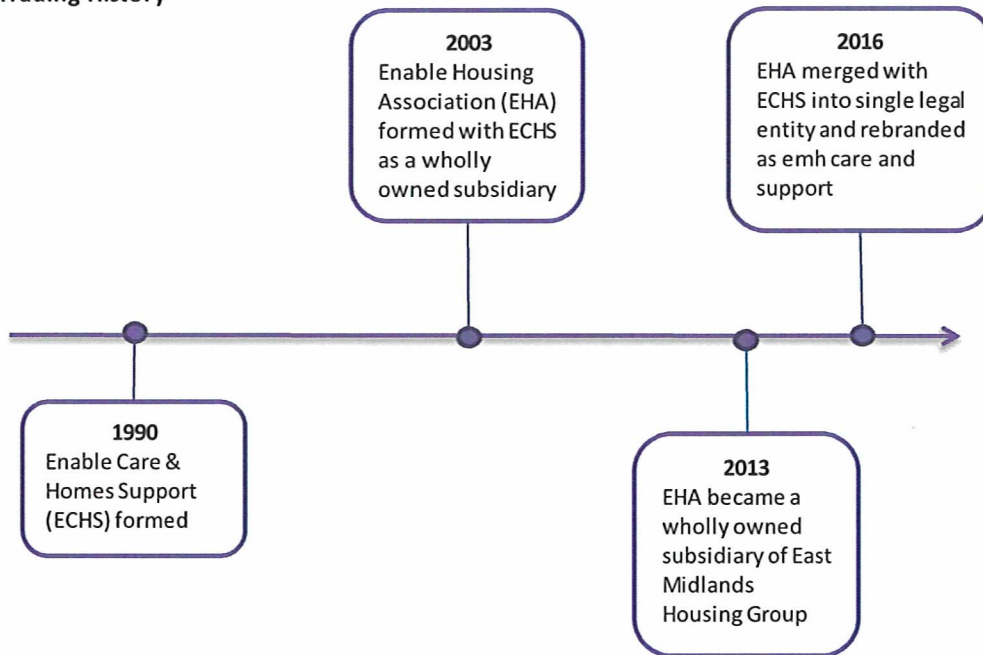 Trading History
1990
Enable Care &
Homes Support
(ECHS) formed
2003
Enable Housing
Association (EHA)
formed with ECHS
as a wholly
owned subsidiary
2013
EHA became a
wholly owned
subsidiary of East
Midlands
Housing Group
2016
EHA merged with
ECHS into single legal
entity and rebranded
as emh care and
support